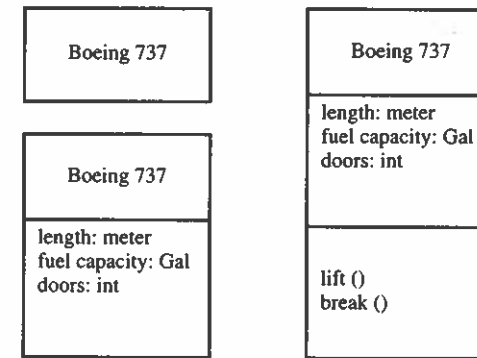 Boeing 737
Boeing 737
length: meter
fuel capacity: Gal
doors: int
Boeing 737
length: meter
fuel capacity: Gal
doors: int
lift ()
break ()